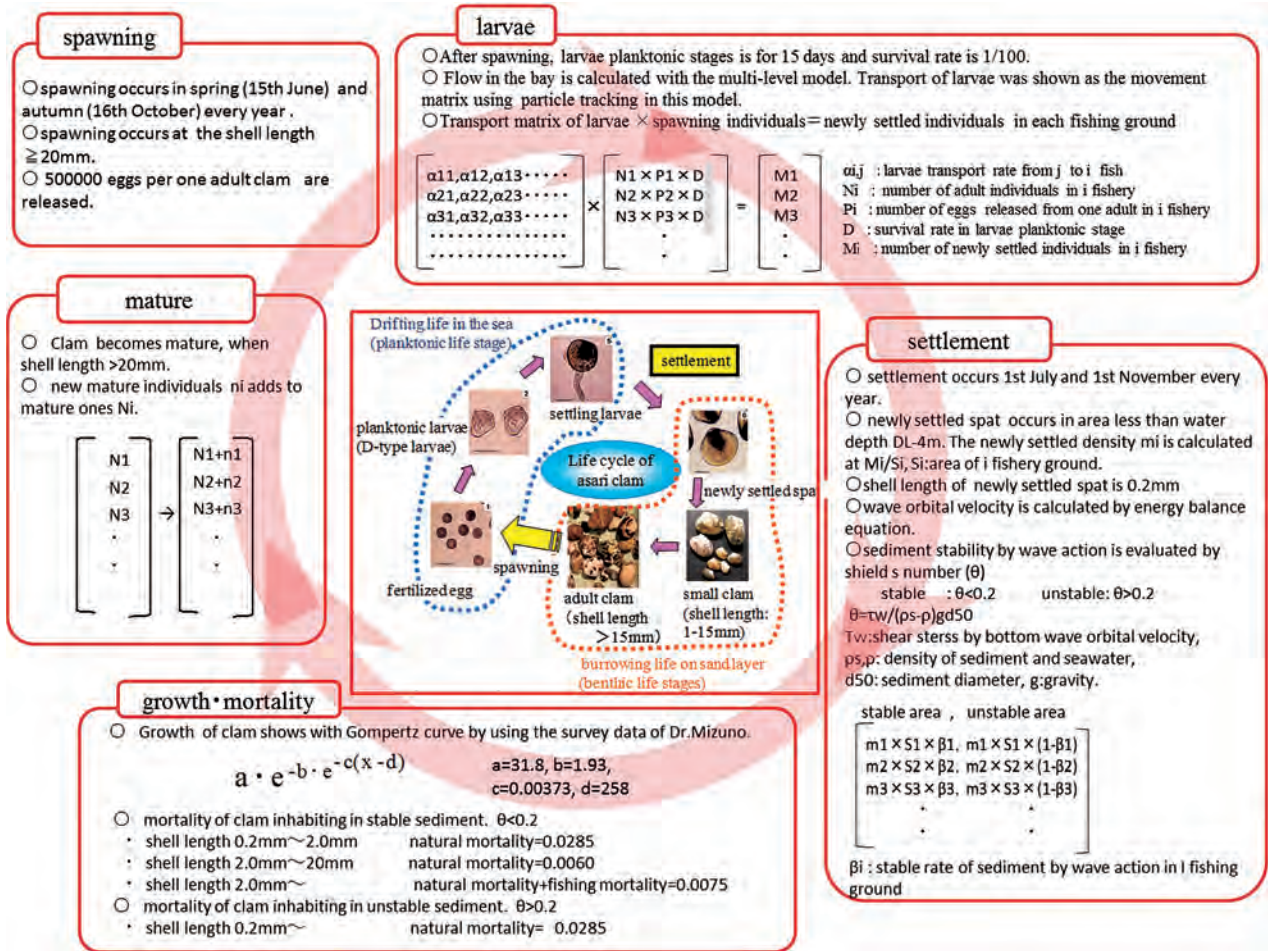 spawning
○spawning occurs in spring (15th June) and
autumn (16th October) every year .
○spawning occurs at the shell length
≧20mm.
○ 500000 eggs per one adult clam are
released.
larvae
○After spawning, larvae planktonic stages is for 15 days and survival rate is 1/100.
○ Flow in the bay is calculated with the multi-level model. Transport of larvae was shown as the movement
matrix using particle tracking in this model.
○Transport matrix of larvae × spawning individuals=newly settled individuals in each fishing ground
α11,α12,α13····· N1×P1×D M1
α21,α22,α23····· × N2×P2×D = M2
α31,α32,α33····· N3×P3×D M3
αi,j : larvae transport rate from j to i fish
Ni : number of adult individuals in i fishery
Pi : number of eggs released from one adult in i fishery
D : survival rate in larvae planktonic stage
Mi : number of newly settled individuals in i fishery
mature
○ Clam becomes mature, when
shell length >20mm.
○ new mature individuals ni adds to
mature ones Ni.
N1 N1+n1
N2 N2+n2
N3 → N3+n3
Drifting life in the sea
(planktonic life stage)
settlement
settling larvae
planktonic larvae
(D-type larvae)
Life cycle of
asari clam
newly settled spa
spawning
fertilized egg
adult clam
(shell length
>15mm)
small clam
(shell length:
1-15mm)
burrowing life on sand layer
(benthic life stages)
settlement
○ settlement occurs 1st July and 1st November every
year.
○ newly settled spat occurs in area less than water
depth DL-4m. The newly settled density mi is calculated
at Mi/Si, Si:area of i fishery ground.
○shell length of newly settled spat is 0.2mm
○wave orbital velocity is calculated by energy balance
equation.
○sediment stability by wave action is evaluated by
shield s number (θ)
stable : θ<0.2 unstable: θ>0.2
θ=τw/(ρs-ρ)gd50
Tw:shear sterss by bottom wave orbital velocity,
ρs,ρ: density of sediment and seawater,
d50: sediment diameter, g:gravity.
stable area , unstable area
m1×S1×β1, m1×S1×(1-β1)
m2×S2×β2, m2×S2×(1-β2)
m3×S3×β3, m3×S3×(1-β3)
βi : stable rate of sediment by wave action in I fishing
ground
growth·mortality
○ Growth of clam shows with Gompertz curve by using the survey data of Dr.Mizuno.
a · e^-b · e^-c(x-d) a=31.8, b=1.93,
c=0.00373, d=258
○ mortality of clam inhabiting in stable sediment. θ<0.2
· shell length 0.2mm～2.0mm natural mortality=0.0285
· shell length 2.0mm～20mm natural mortality=0.0060
· shell length 2.0mm～ natural mortality+fishing mortality=0.0075
○ mortality of clam inhabiting in unstable sediment. θ>0.2
· shell length 0.2mm～ natural mortality= 0.0285